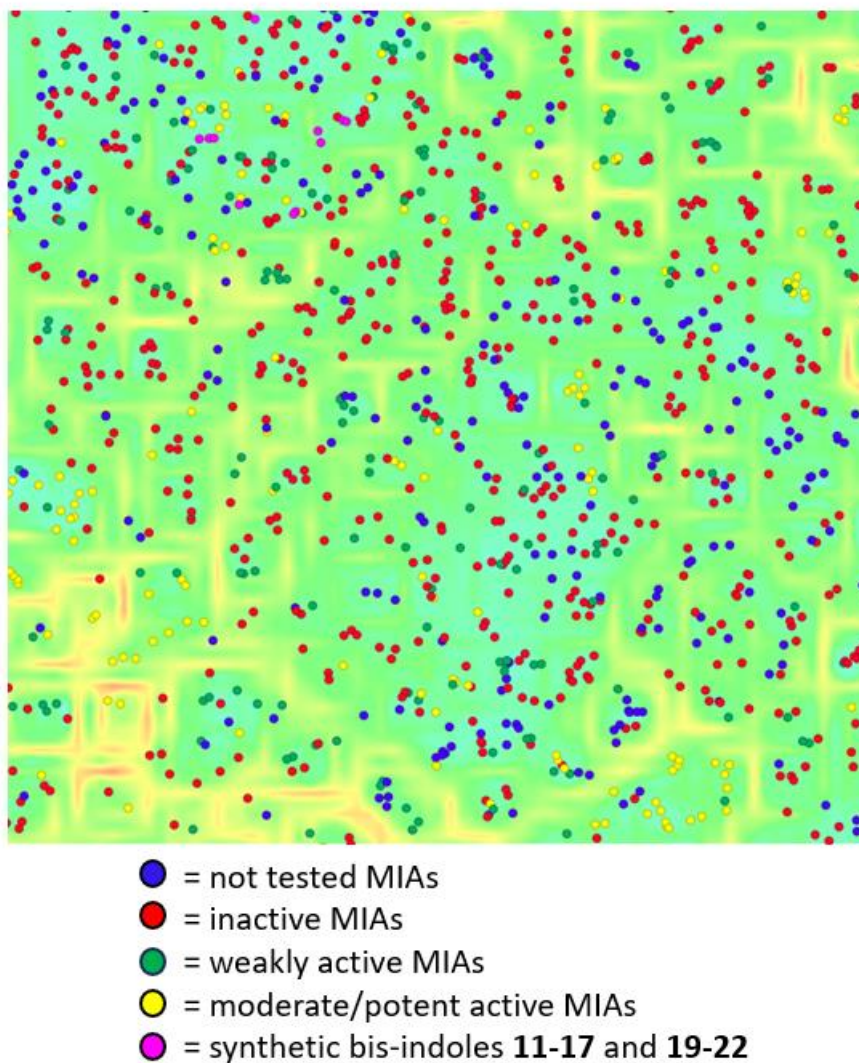 = not tested MIAs
= inactive MIAs
= weakly active MIAs
= moderate/potent active MIAs
= synthetic bis-indoles 11-17 and 19-22